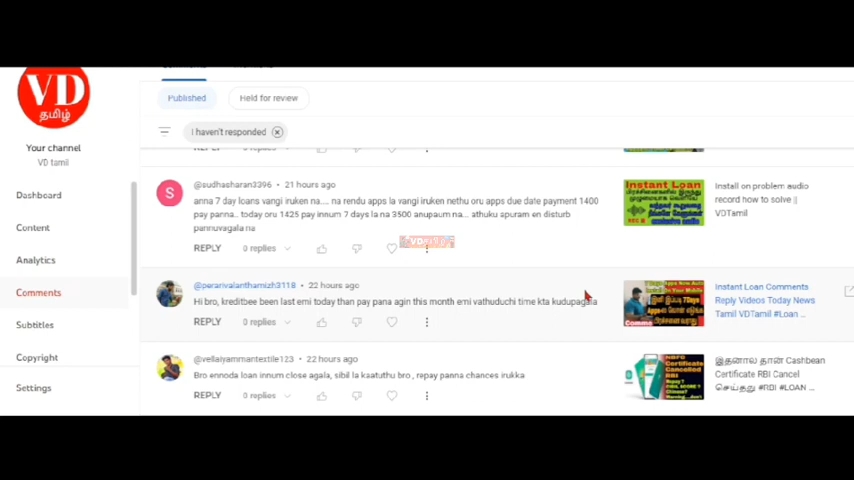 VD
தமிழ்
Your channel
VD tamil
Dashboard
Content
Analytics
Comments
Subtitles
Copyright
Settings
Published
Held for review
I haven't responded
REPLY 0 replies
@sudhasharan3396 • 21 hours ago
anna 7 day loans vangi iruken na.... na rendu apps la vangi iruken nethu oru apps due date payment 1400
pay panna.. today oru 1425 pay innum 7 days la na 3500 anupaum na... athuku apuram en disturb
pannuvagala na
REPLY 0 replies
Instant Loan
Install on problem audio
record how to solve ||
VDTamil
@perarivalanthamizh3118 • 22 hours ago
Hi bro, kreditbee been last emi today than pay pana agin this month emi vathuduchi time kta kudupagala
REPLY 0 replies
Instant Loan Comments
Reply Videos Today News
Tamil VDTamil #Loan ...
@vellaiyammantextile123 • 22 hours ago
Bro ennoda loan innum close agala, sibil la kaatuthu bro , repay panna chances irukka
REPLY 0 replies
Certificate
Cancelled
RBI
இதனால தான் Cashbean
Certificate RBI Cancel
செய்தது #RBI #LOAN ...